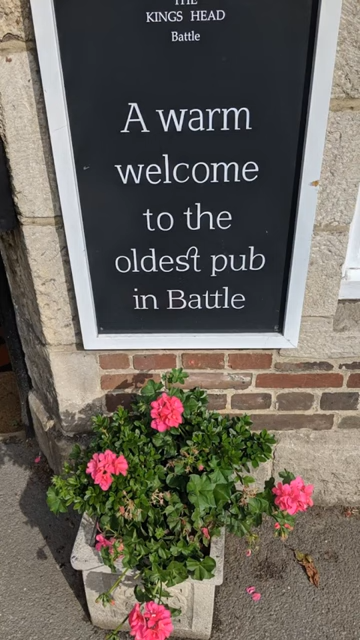 THE
KINGS HEAD
Battle
A warm
welcome
to the
oldest pub
in Battle